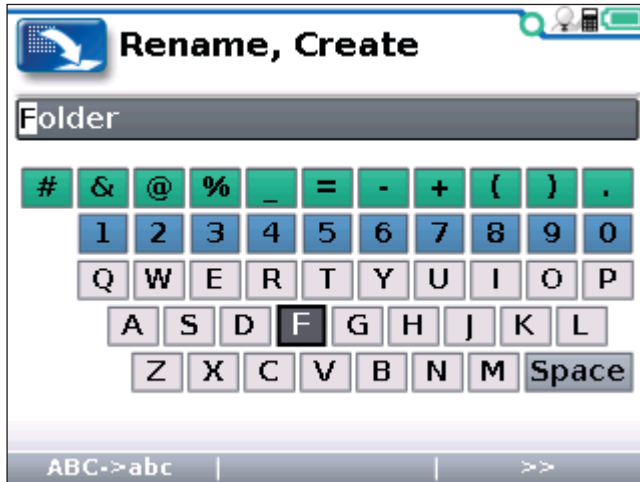 Rename, Create
Folder
# & @ % _ = - + ( ) .
1 2 3 4 5 6 7 8 9 0
Q W E R T Y U I O P
A S D F G H J K L
Z X C V B N M Space
ABC->abc | | >>